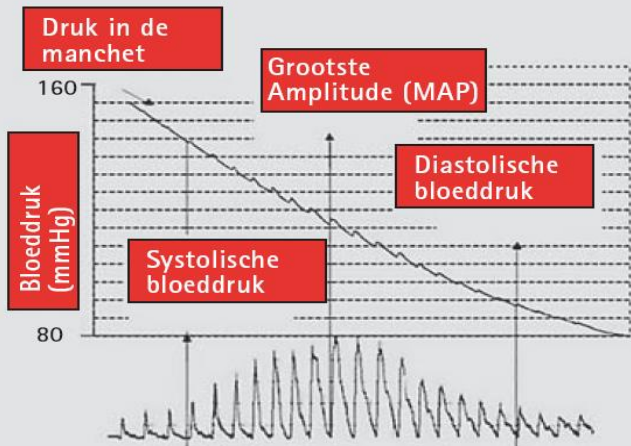 Druk in de
manchet
160
Grootste
Amplitude (MAP)
Diastolische
bloeddruk
Bloeddruk
(mmHg)
Systolische
bloeddruk
80